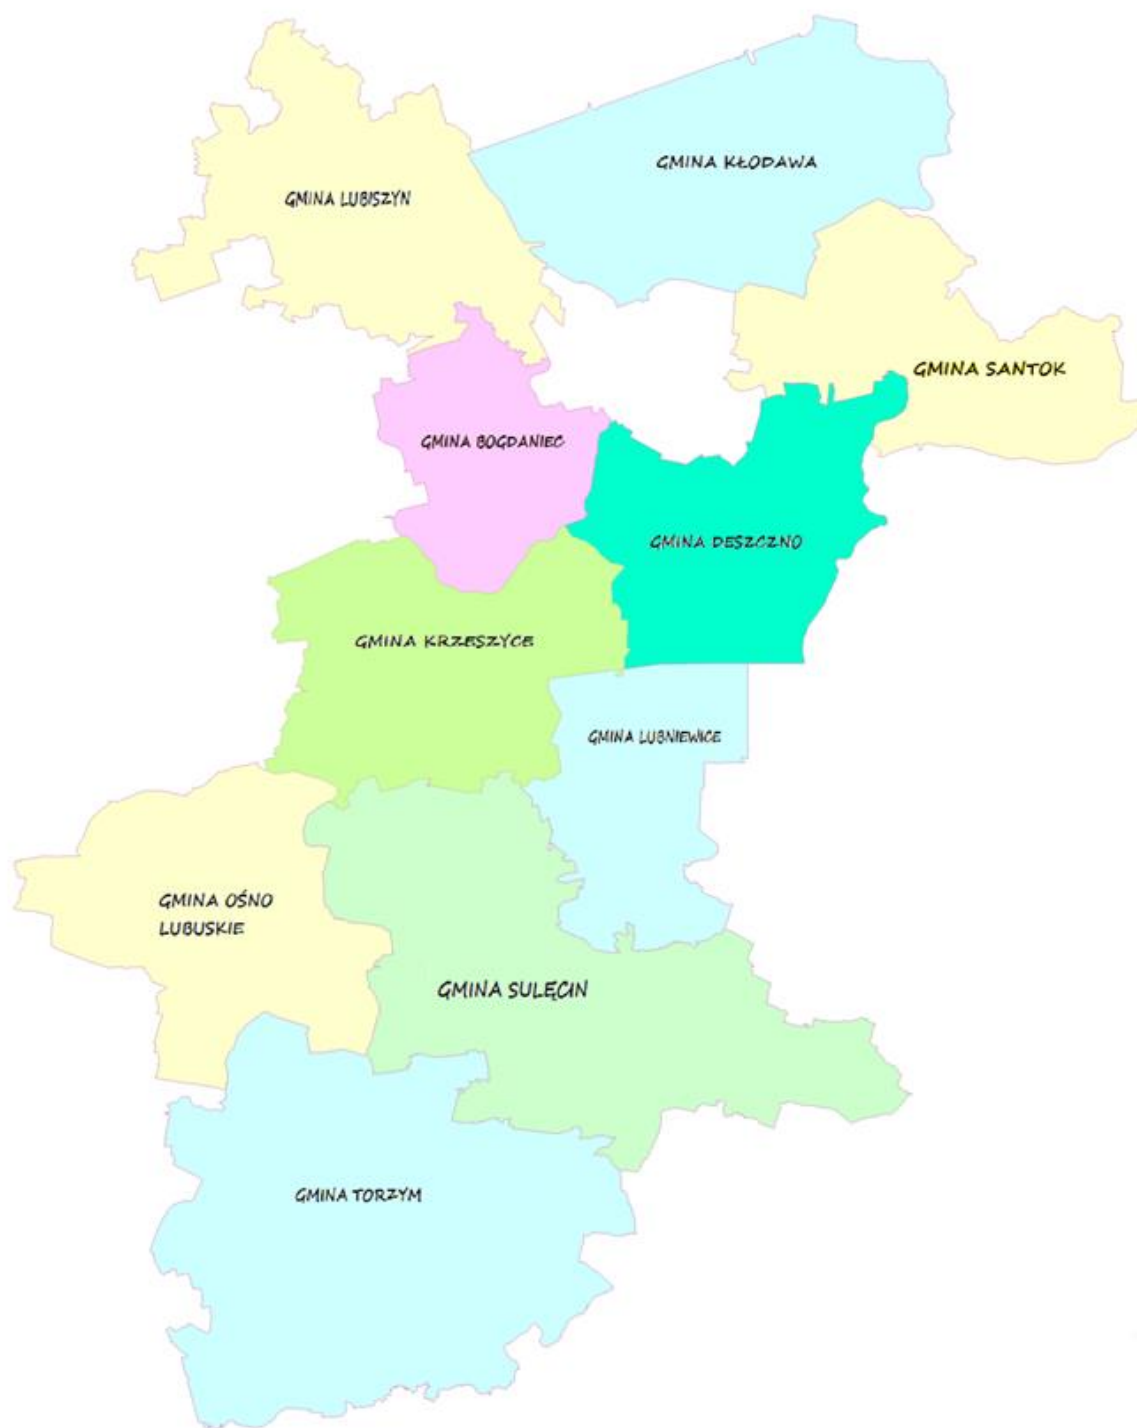 GMINA KŁODAWA
GMINA LUBISZYN
GMINA SANTOK
GMINA BOGDANIEC
GMINA DESZCZNO
GMINA KRZESZYCE
GMINA LUBNIEWICE
GMINA OŚNO
LUBUSKIE
GMINA SULĘCIN
GMINA TORZYM